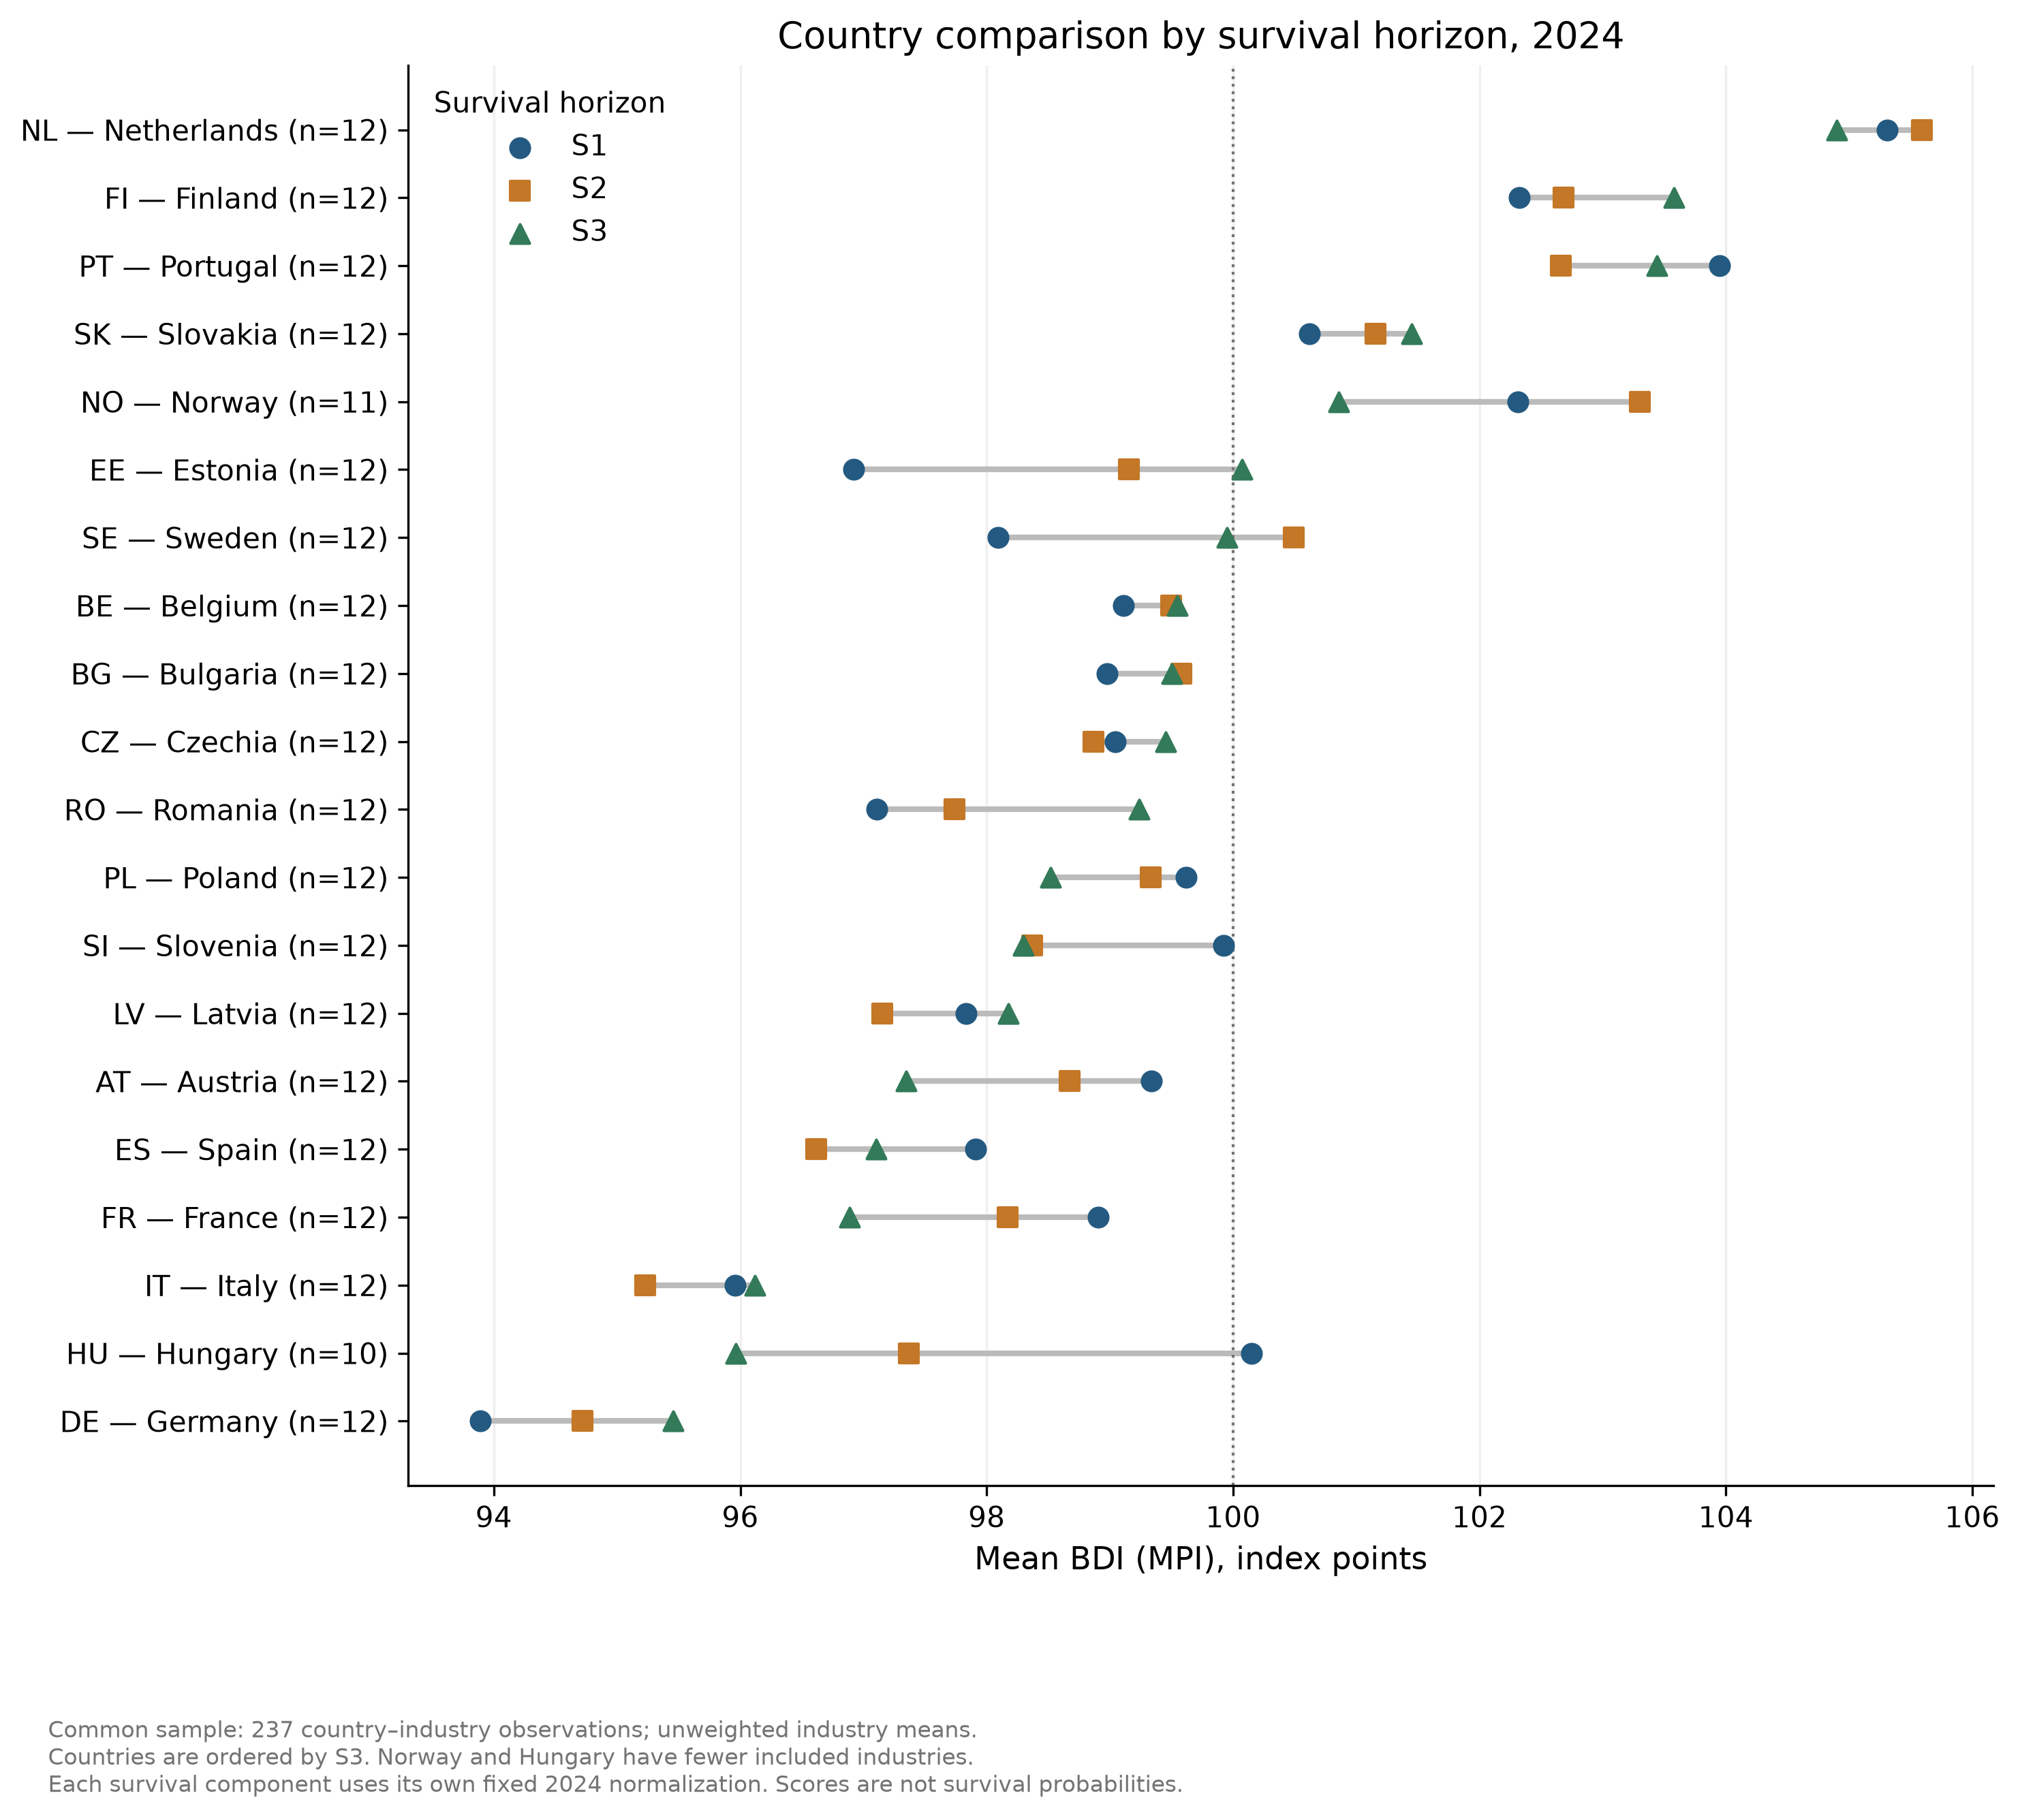 Country comparison by survival horizon, 2024
Survival horizon
S1
S2
S3
NL — Netherlands (n=12)
FI — Finland (n=12)
PT — Portugal (n=12)
SK — Slovakia (n=12)
NO — Norway (n=11)
EE — Estonia (n=12)
SE — Sweden (n=12)
BE — Belgium (n=12)
BG — Bulgaria (n=12)
CZ — Czechia (n=12)
RO — Romania (n=12)
PL — Poland (n=12)
SI — Slovenia (n=12)
LV — Latvia (n=12)
AT — Austria (n=12)
ES — Spain (n=12)
FR — France (n=12)
IT — Italy (n=12)
HU — Hungary (n=10)
DE — Germany (n=12)
94 96 98 100 102 104 106
Mean BDI (MPI), index points
Common sample: 237 country–industry observations; unweighted industry means.
Countries are ordered by S3. Norway and Hungary have fewer included industries.
Each survival component uses its own fixed 2024 normalization. Scores are not survival probabilities.